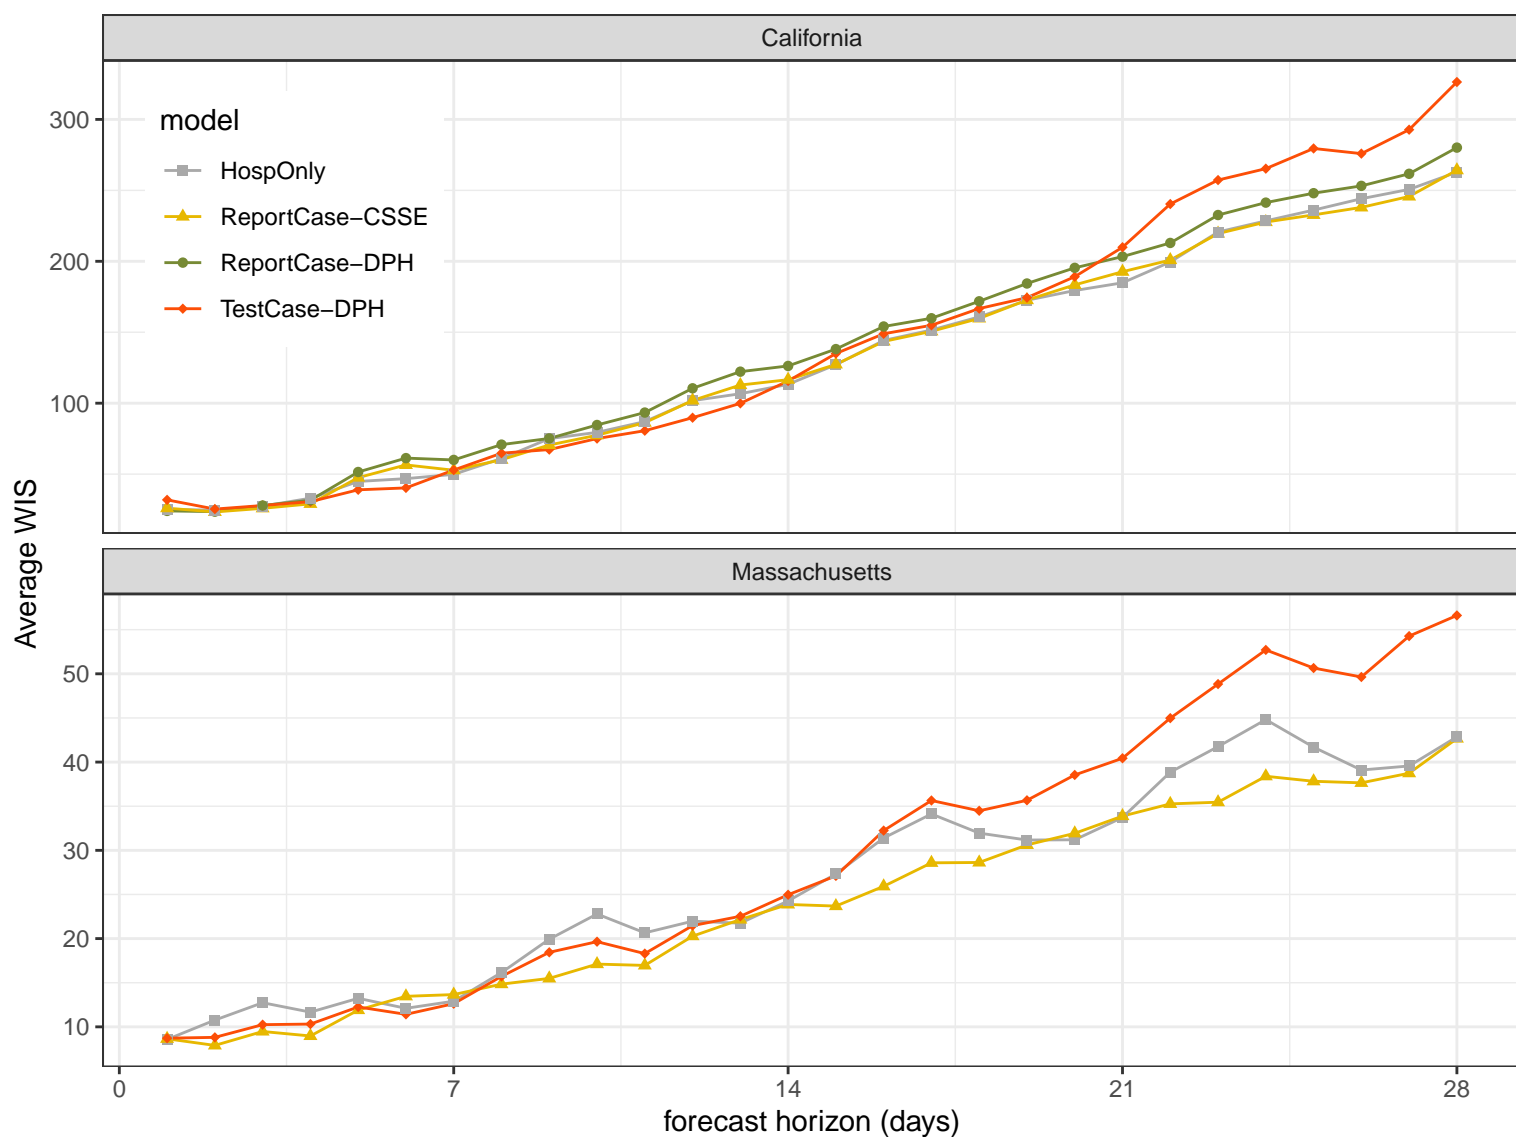 California
300
200
100
model
HospOnly
ReportCase−CSSE
ReportCase−DPH
TestCase−DPH
Average WIS
Massachusetts
50
40
30
20
10
0 7 14 21 28
forecast horizon (days)